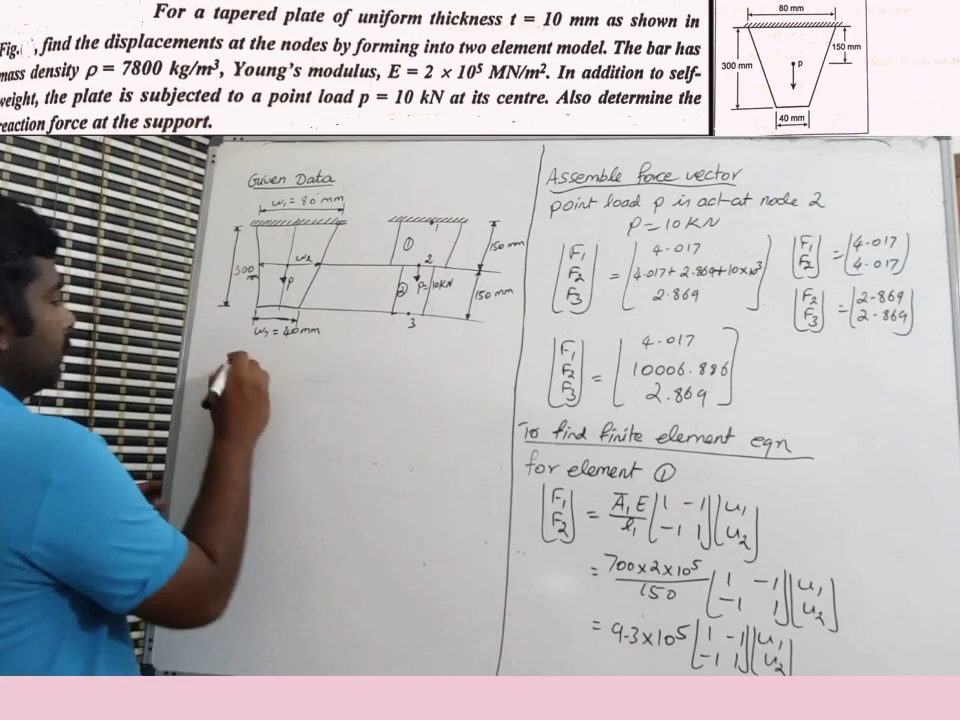 For a tapered plate of uniform thickness t = 10 mm as shown in
Fig. , find the displacements at the nodes by forming into two element model. The bar has
mass density ρ = 7800 kg/m³, Young's modulus, E = 2 × 10⁵ MN/m². In addition to self-
weight, the plate is subjected to a point load p = 10 kN at its centre. Also determine the
reaction force at the support.
80 mm
150 mm
300 mm
P
40 mm
Given Data
w₁ = 80 mm
300
w₂
P
w₃ = 40mm
1
①
2
150 mm
②
P=10KN
150 mm
3
Assemble force vector
point load P is act at node 2
P = 10 KN
[F₁ F₂ F₃] = [4.017 4.017+2.869+10×10³ 2.869]
[F₁ F₂] = [4.017 4.017]
[F₂ F₃] = [2.869 2.869]
[F₁ F₂ F₃] = [4.017 10006.886 2.869]
To find finite element eqn
for element ①
[F₁ F₂] = A̅₁E/l₁ [1 -1 -1 1] [u₁ u₂]
= 700×2×10⁵/150 [1 -1 -1 1] [u₁ u₂]
= 9.3×10⁵ [1 -1 -1 1] [u₁ u₂]